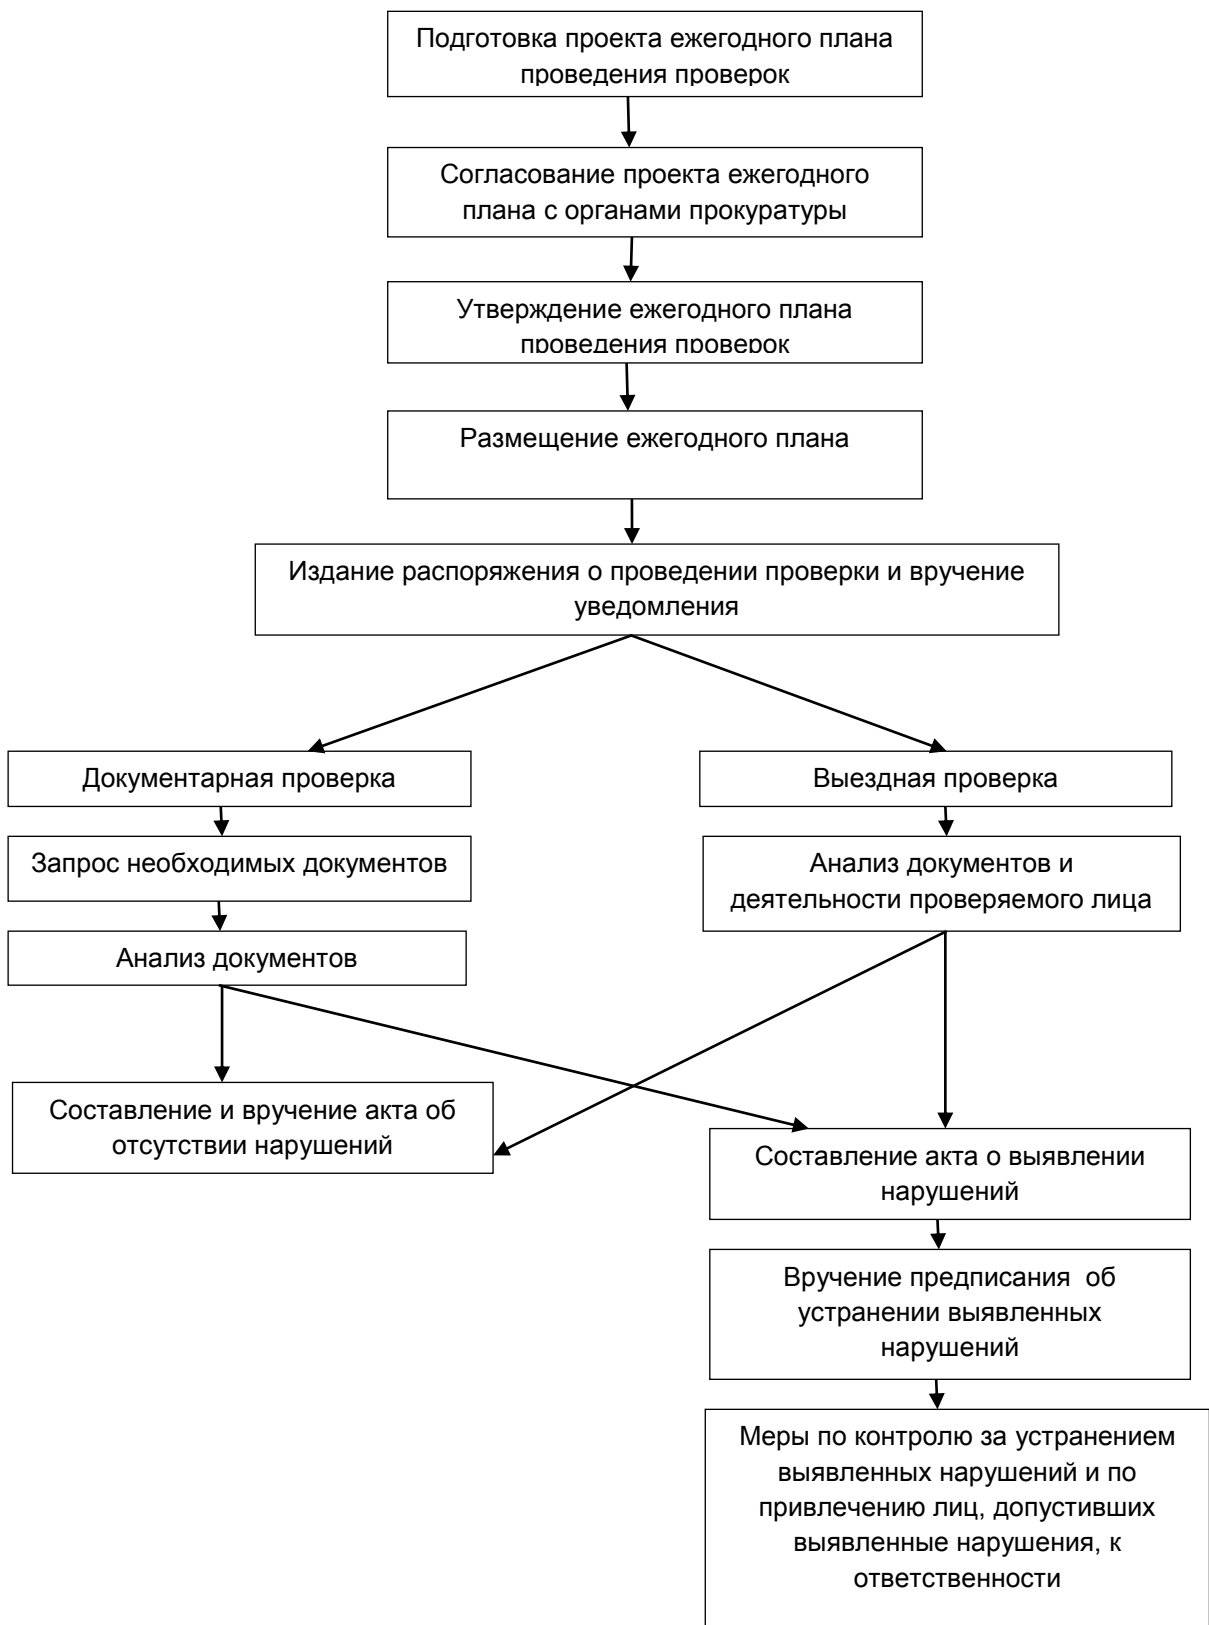 Подготовка проекта ежегодного плана
проведения проверок
Согласование проекта ежегодного
плана с органами прокуратуры
Утверждение ежегодного плана
проведения проверок
Размещение ежегодного плана
Издание распоряжения о проведении проверки и вручение
уведомления
Документарная проверка
Выездная проверка
Запрос необходимых документов
Анализ документов и
деятельности проверяемого лица
Анализ документов
Составление и вручение акта об
отсутствии нарушений
Составление акта о выявлении
нарушений
Вручение предписания об
устранении выявленных
нарушений
Меры по контролю за устранением
выявленных нарушений и по
привлечению лиц, допустивших
выявленные нарушения, к
ответственности